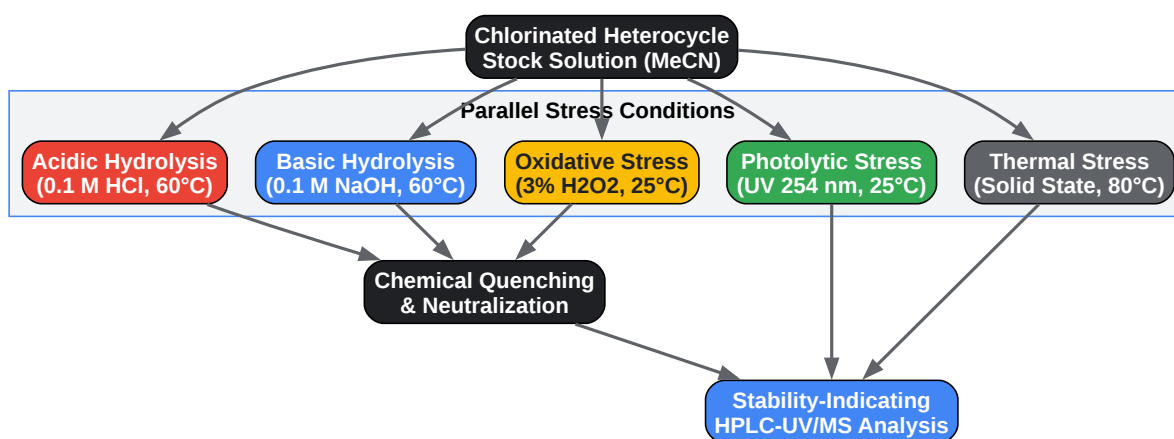 Chlorinated Heterocycle
Stock Solution (MeCN)
Parallel Stress Conditions
Acidic Hydrolysis
(0.1 M HCl, 60°C)
Basic Hydrolysis
(0.1 M NaOH, 60°C)
Oxidative Stress
(3% H2O2, 25°C)
Photolytic Stress
(UV 254 nm, 25°C)
Thermal Stress
(Solid State, 80°C)
Chemical Quenching
& Neutralization
Stability-Indicating
HPLC-UV/MS Analysis